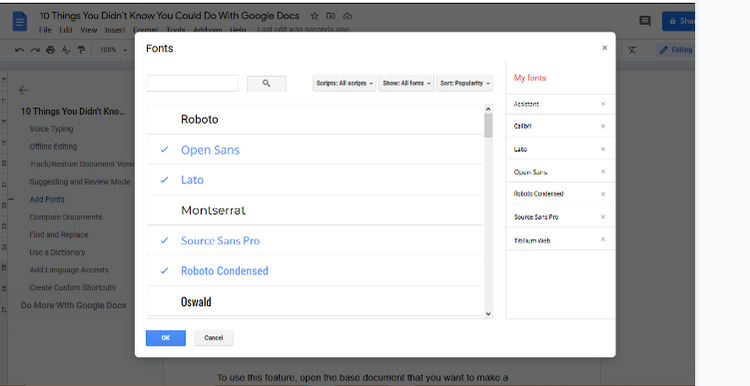 10 Things You Didn't Know You Could Do With Google Docs
File Edit View Insert Format Tools Add-ons Help Last edit was seconds ago
100%
Editing
Fonts
Scripts: All scripts Show: All fonts Sort: Popularity
Roboto
Open Sans
Lato
Montserrat
Source Sans Pro
Roboto Condensed
Oswald
OK Cancel
My fonts
Assistant
Calibri
Lato
Open Sans
Roboto Condensed
Source Sans Pro
Titillium Web
10 Things You Didn't Kno...
Voice Typing
Offline Editing
Track/Restore Document Versi
Suggesting and Review Mode
Add Fonts
Compare Documents
Find and Replace
Use a Dictionary
Add Language Accents
Create Custom Shortcuts
Do More With Google Docs
To use this feature, open the base document that you want to make a